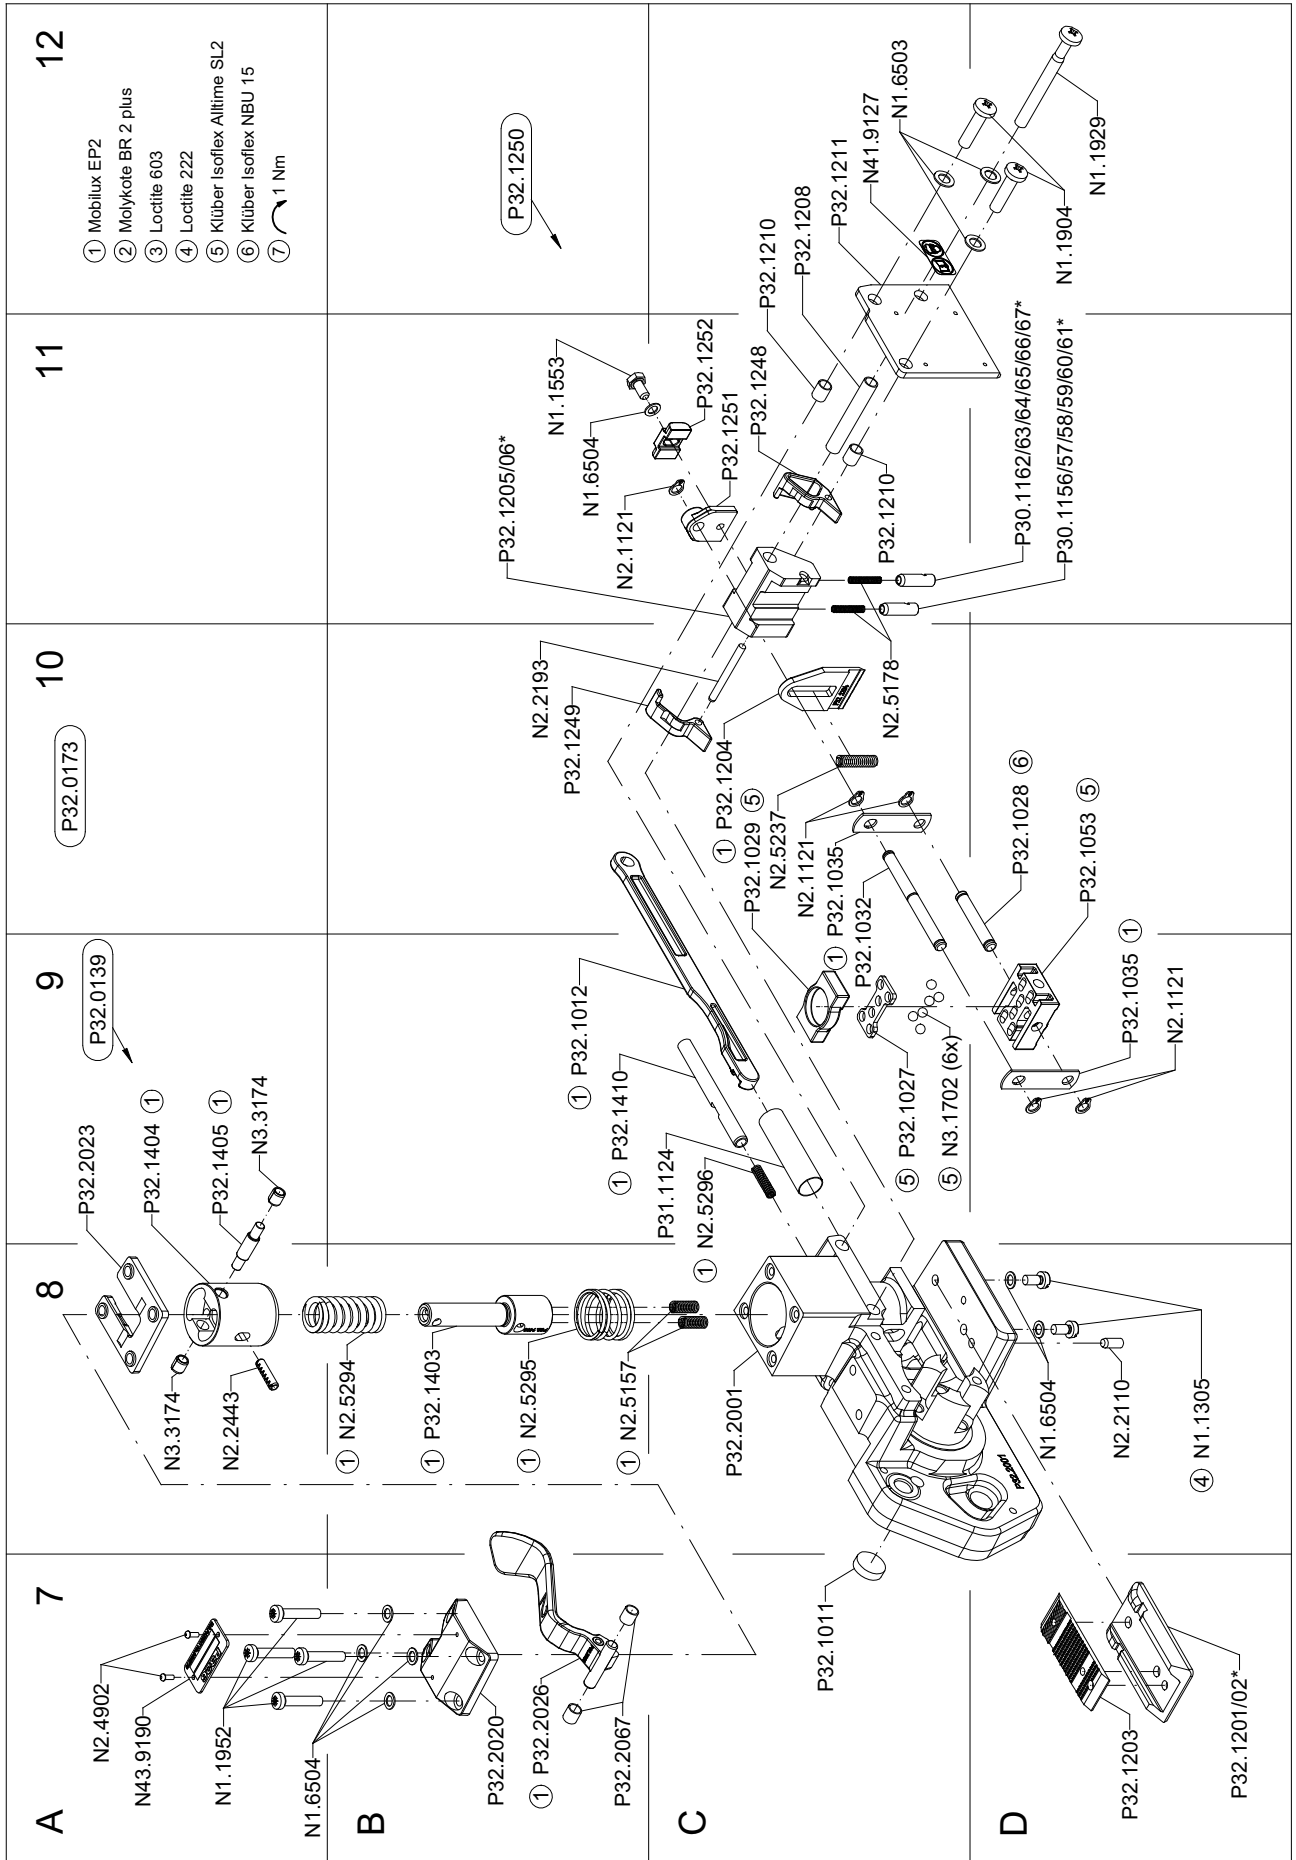 7
8
9
10
11
12
A
B
C
D
① Mobilux EP2
② Molykote BR 2 plus
③ Loctite 603
④ Loctite 222
⑤ Klüber Isoflex Alltime SL2
⑥ Klüber Isoflex NBU 15
⑦ 1 Nm
P32.0173
P32.0139
P32.1250
N2.4902
N43.9190
N1.1952
N1.6504
P32.2020
① P32.2026
P32.2067
P32.2023
P32.1404 ①
P32.1405 ①
N3.3174
N3.3174
N2.2443
① N2.5294
① P32.1403
① N2.5295
① N2.5157
P32.2001
P32.2001
P32.1011
① P32.1012
① P32.1410
P31.1124
① N2.5296
N2.2193
P32.1249
① P32.1204
P32.1029 ⑤
N2.5237
N2.1121
① P32.1035
P32.1032
⑤ P32.1027
⑤ N3.1702 (6x)
P32.1028 ⑥
P32.1053 ⑤
P32.1035 ①
N2.1121
N1.1553
N1.6504
N2.1121
P32.1205/06*
P32.1252
P32.1251
P32.1248
P32.1210
P32.1208
P32.1211
N41.9127
N1.6503
P32.1210
P30.1162/63/64/65/66/67*
P30.1156/57/58/59/60/61*
N2.5178
N1.1904
N1.1929
N1.6504
N2.2110
④ N1.1305
P32.1203
P32.1201/02*